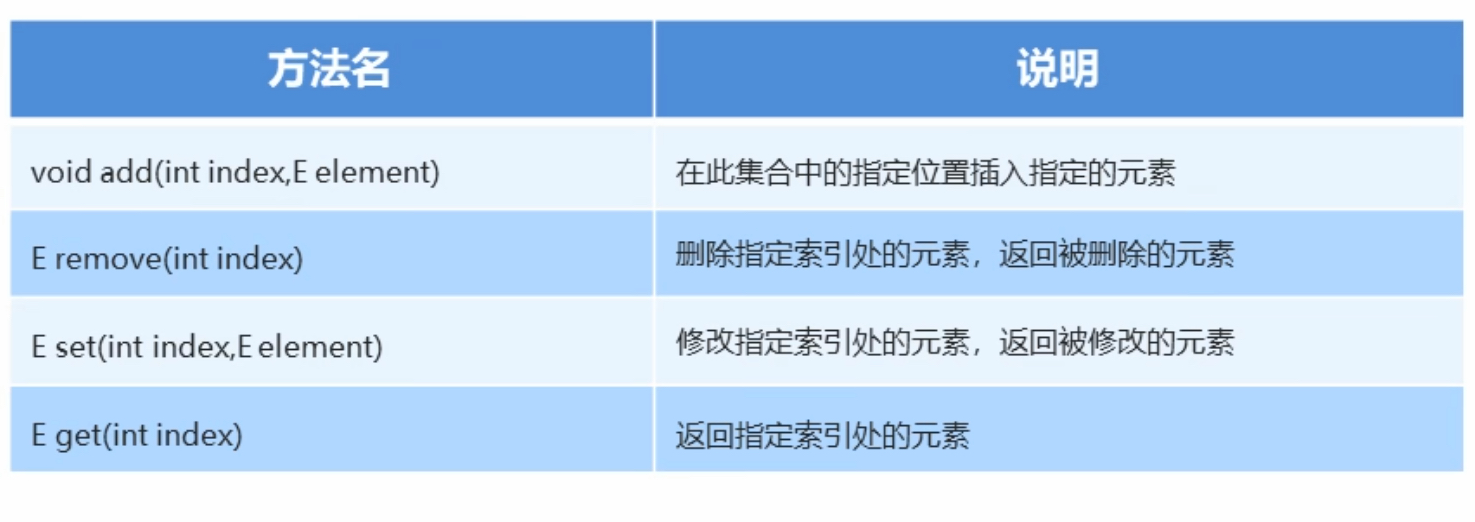 方法名 说明
void add(int index,E element) 在此集合中的指定位置插入指定的元素
E remove(int index) 删除指定索引处的元素，返回被删除的元素
E set(int index,E element) 修改指定索引处的元素，返回被修改的元素
E get(int index) 返回指定索引处的元素